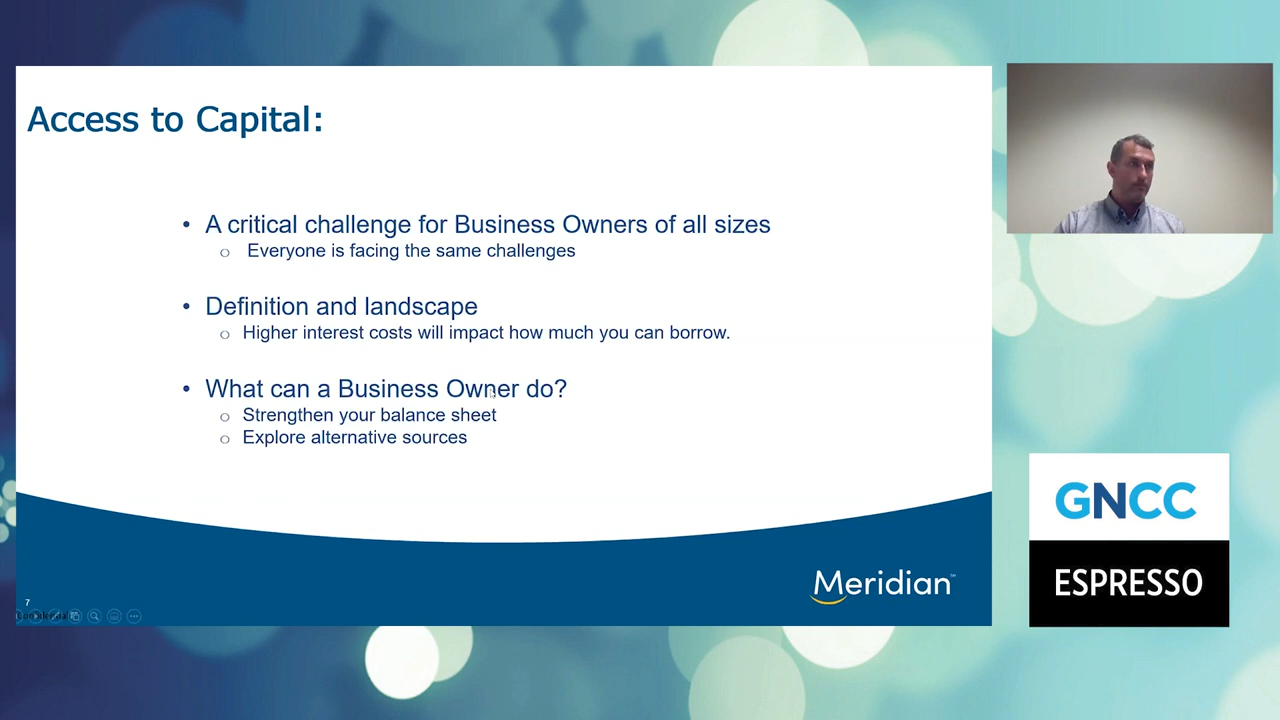 Access to Capital:
• A critical challenge for Business Owners of all sizes
o Everyone is facing the same challenges
• Definition and landscape
o Higher interest costs will impact how much you can borrow.
• What can a Business Owner do?
o Strengthen your balance sheet
o Explore alternative sources
Meridian™
7
GNCC
ESPRESSO